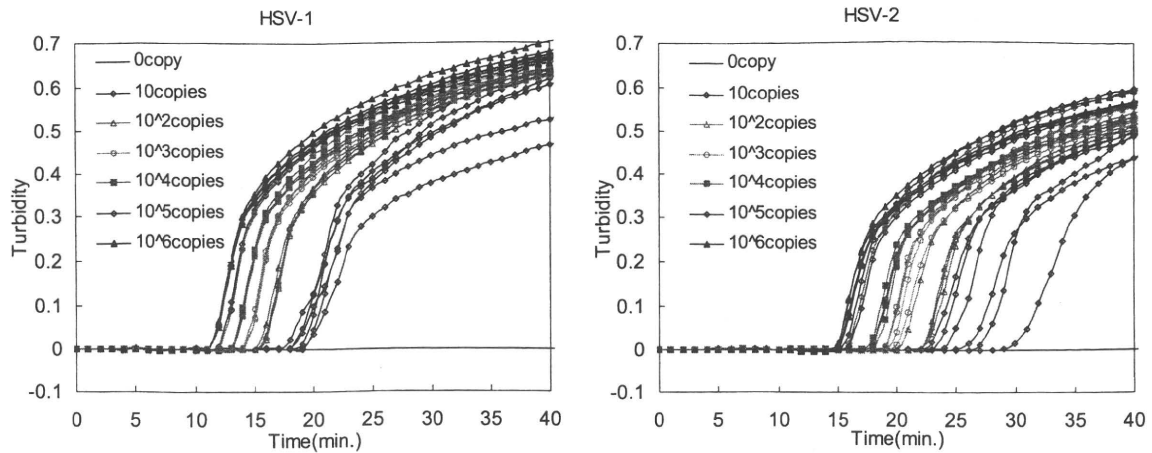 HSV-1
0.7
0.6
0.5
0.4
0.3
0.2
0.1
0
-0.1
Turbidity
0copy
10copies
10^2copies
10^3copies
10^4copies
10^5copies
10^6copies
0 5 10 15 20 25 30 35 40
Time(min.)
HSV-2
0.7
0.6
0.5
0.4
0.3
0.2
0.1
0
-0.1
Turbidity
0copy
10copies
10^2copies
10^3copies
10^4copies
10^5copies
10^6copies
0 5 10 15 20 25 30 35 40
Time(min.)